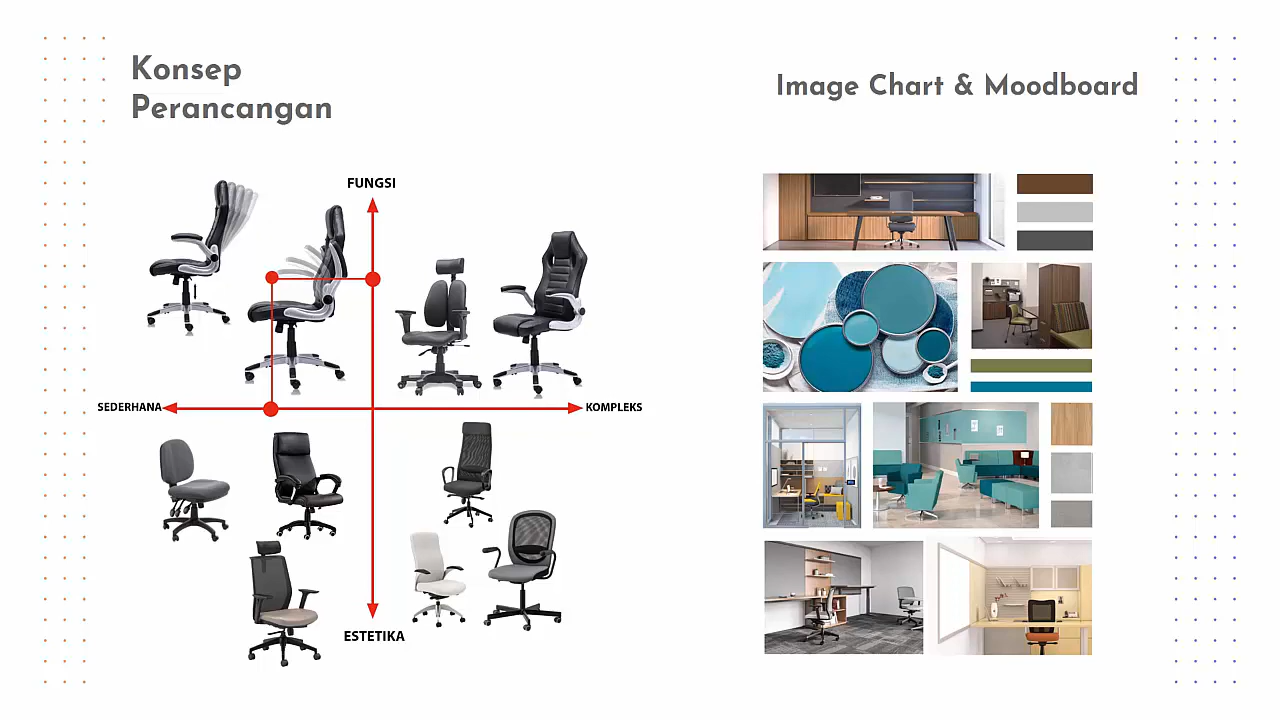 Konsep
Perancangan
Image Chart & Moodboard
FUNGSI
SEDERHANA
KOMPLEKS
ESTETIKA